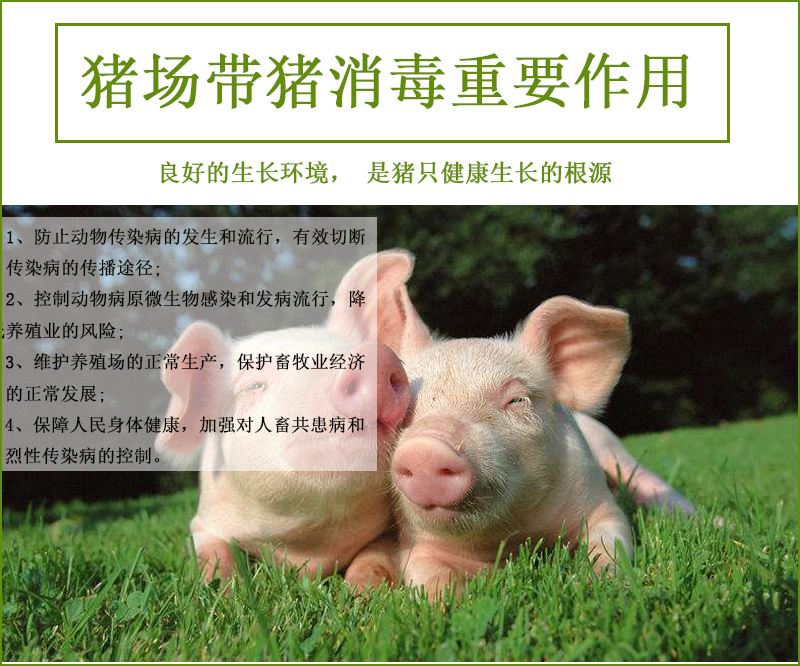 猪场带猪消毒重要作用
良好的生长环境， 是猪只健康生长的根源
1、防止动物传染病的发生和流行，有效切断
传染病的传播途径;
2、控制动物病原微生物感染和发病流行，降
养殖业的风险;
3、维护养殖场的正常生产，保护畜牧业经济
的正常发展;
4、保障人民身体健康，加强对人畜共患病和
烈性传染病的控制。